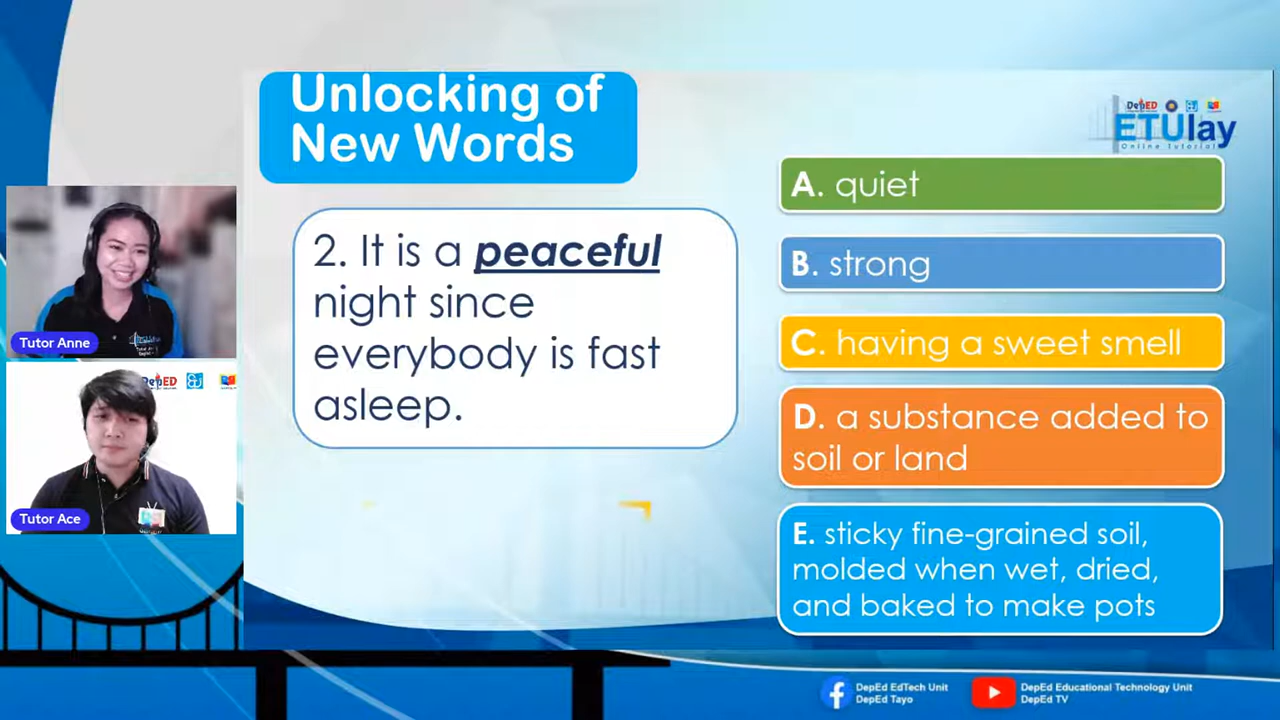 Unlocking of
New Words
DepED
ETUlay
Online Tutorial
2. It is a peaceful
night since
everybody is fast
asleep.
A. quiet
B. strong
C. having a sweet smell
D. a substance added to
soil or land
E. sticky fine-grained soil,
molded when wet, dried,
and baked to make pots
Tutor Anne
DepED
Tutor Ace
DepEd EdTech Unit
DepEd Tayo
DepEd Educational Technology Unit
DepEd TV